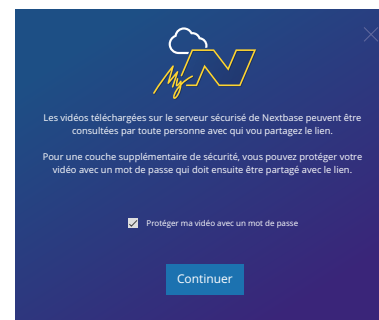 My N
Les vidéos téléchargées sur le serveur sécurisé de Nextbase peuvent être
consultées par toute personne avec qui vou partagez le lien.
Pour une couche supplémentaire de sécurité, vous pouvez protéger votre
vidéo avec un mot de passe qui doit ensuite être partagé avec le lien.
Protéger ma vidéo avec un mot de passe
Continuer